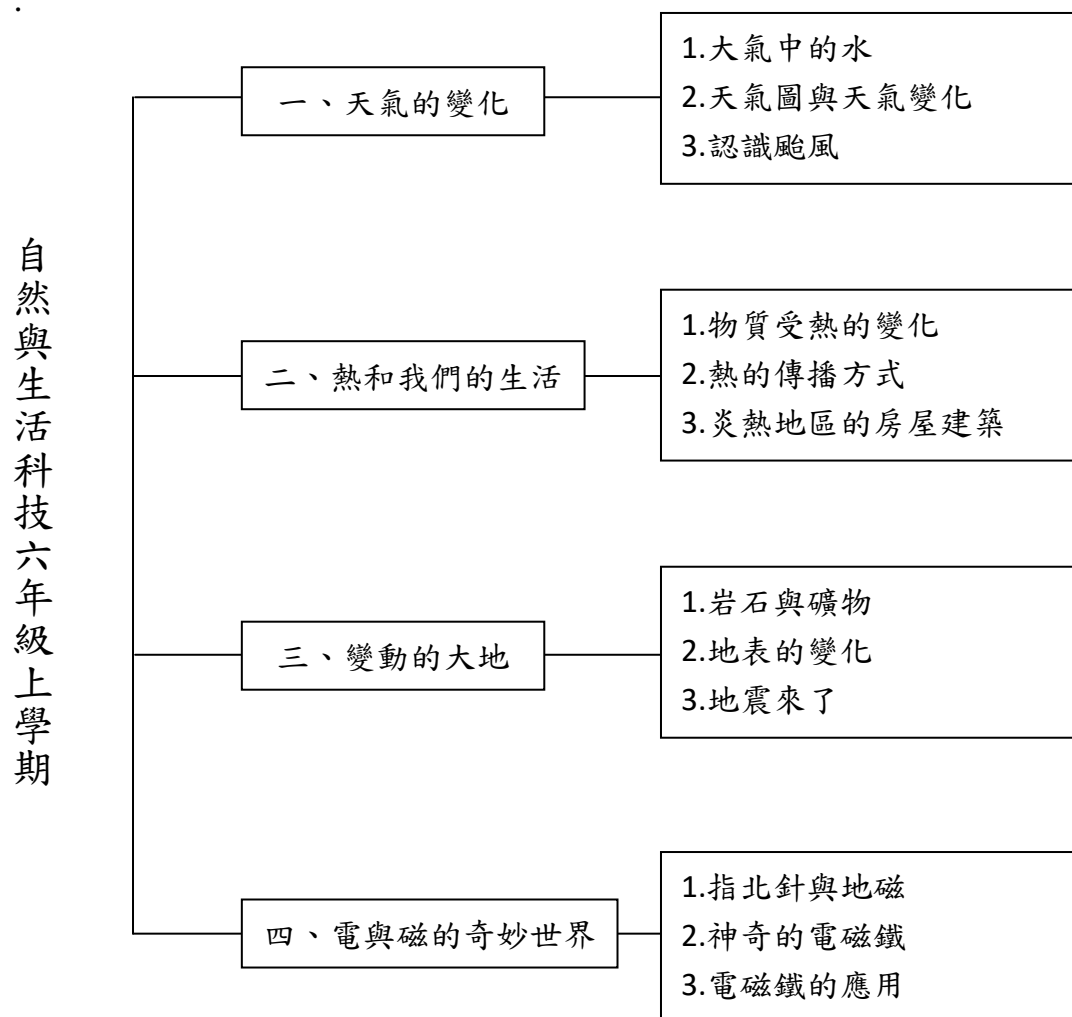 自然與生活科技六年級上學期
一、天氣的變化
1.大氣中的水
2.天氣圖與天氣變化
3.認識颱風
二、熱和我們的生活
1.物質受熱的變化
2.熱的傳播方式
3.炎熱地區的房屋建築
三、變動的大地
1.岩石與礦物
2.地表的變化
3.地震來了
四、電與磁的奇妙世界
1.指北針與地磁
2.神奇的電磁鐵
3.電磁鐵的應用